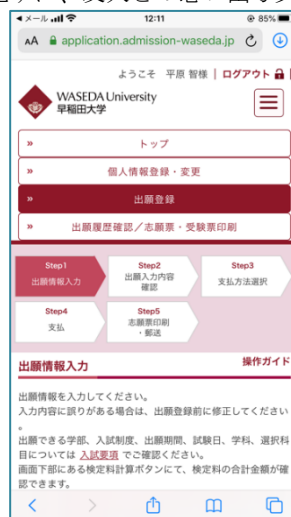 メール 12:11 85%
AA application.admission-waseda.jp
ようこそ 平原 智様 | ログアウト
WASEDA University
早稲田大学
» トップ
» 個人情報登録・変更
» 出願登録
» 出願履歴確認／志願票・受験票印刷
Step1
出願情報入力
Step2
出願入力内容
確認
Step3
支払方法選択
Step4
支払
Step5
志願票印刷
・郵送
出願情報入力 操作ガイド
出願情報を入力してください。
入力内容に誤りがある場合は、出願登録前に修正してください
。
出願できる学部、入試制度、出願期間、試験日、学科、選択科
目については 入試要項 でご確認ください。
画面下部にある検定料計算ボタンにて、検定料の合計金額が確
認できます。